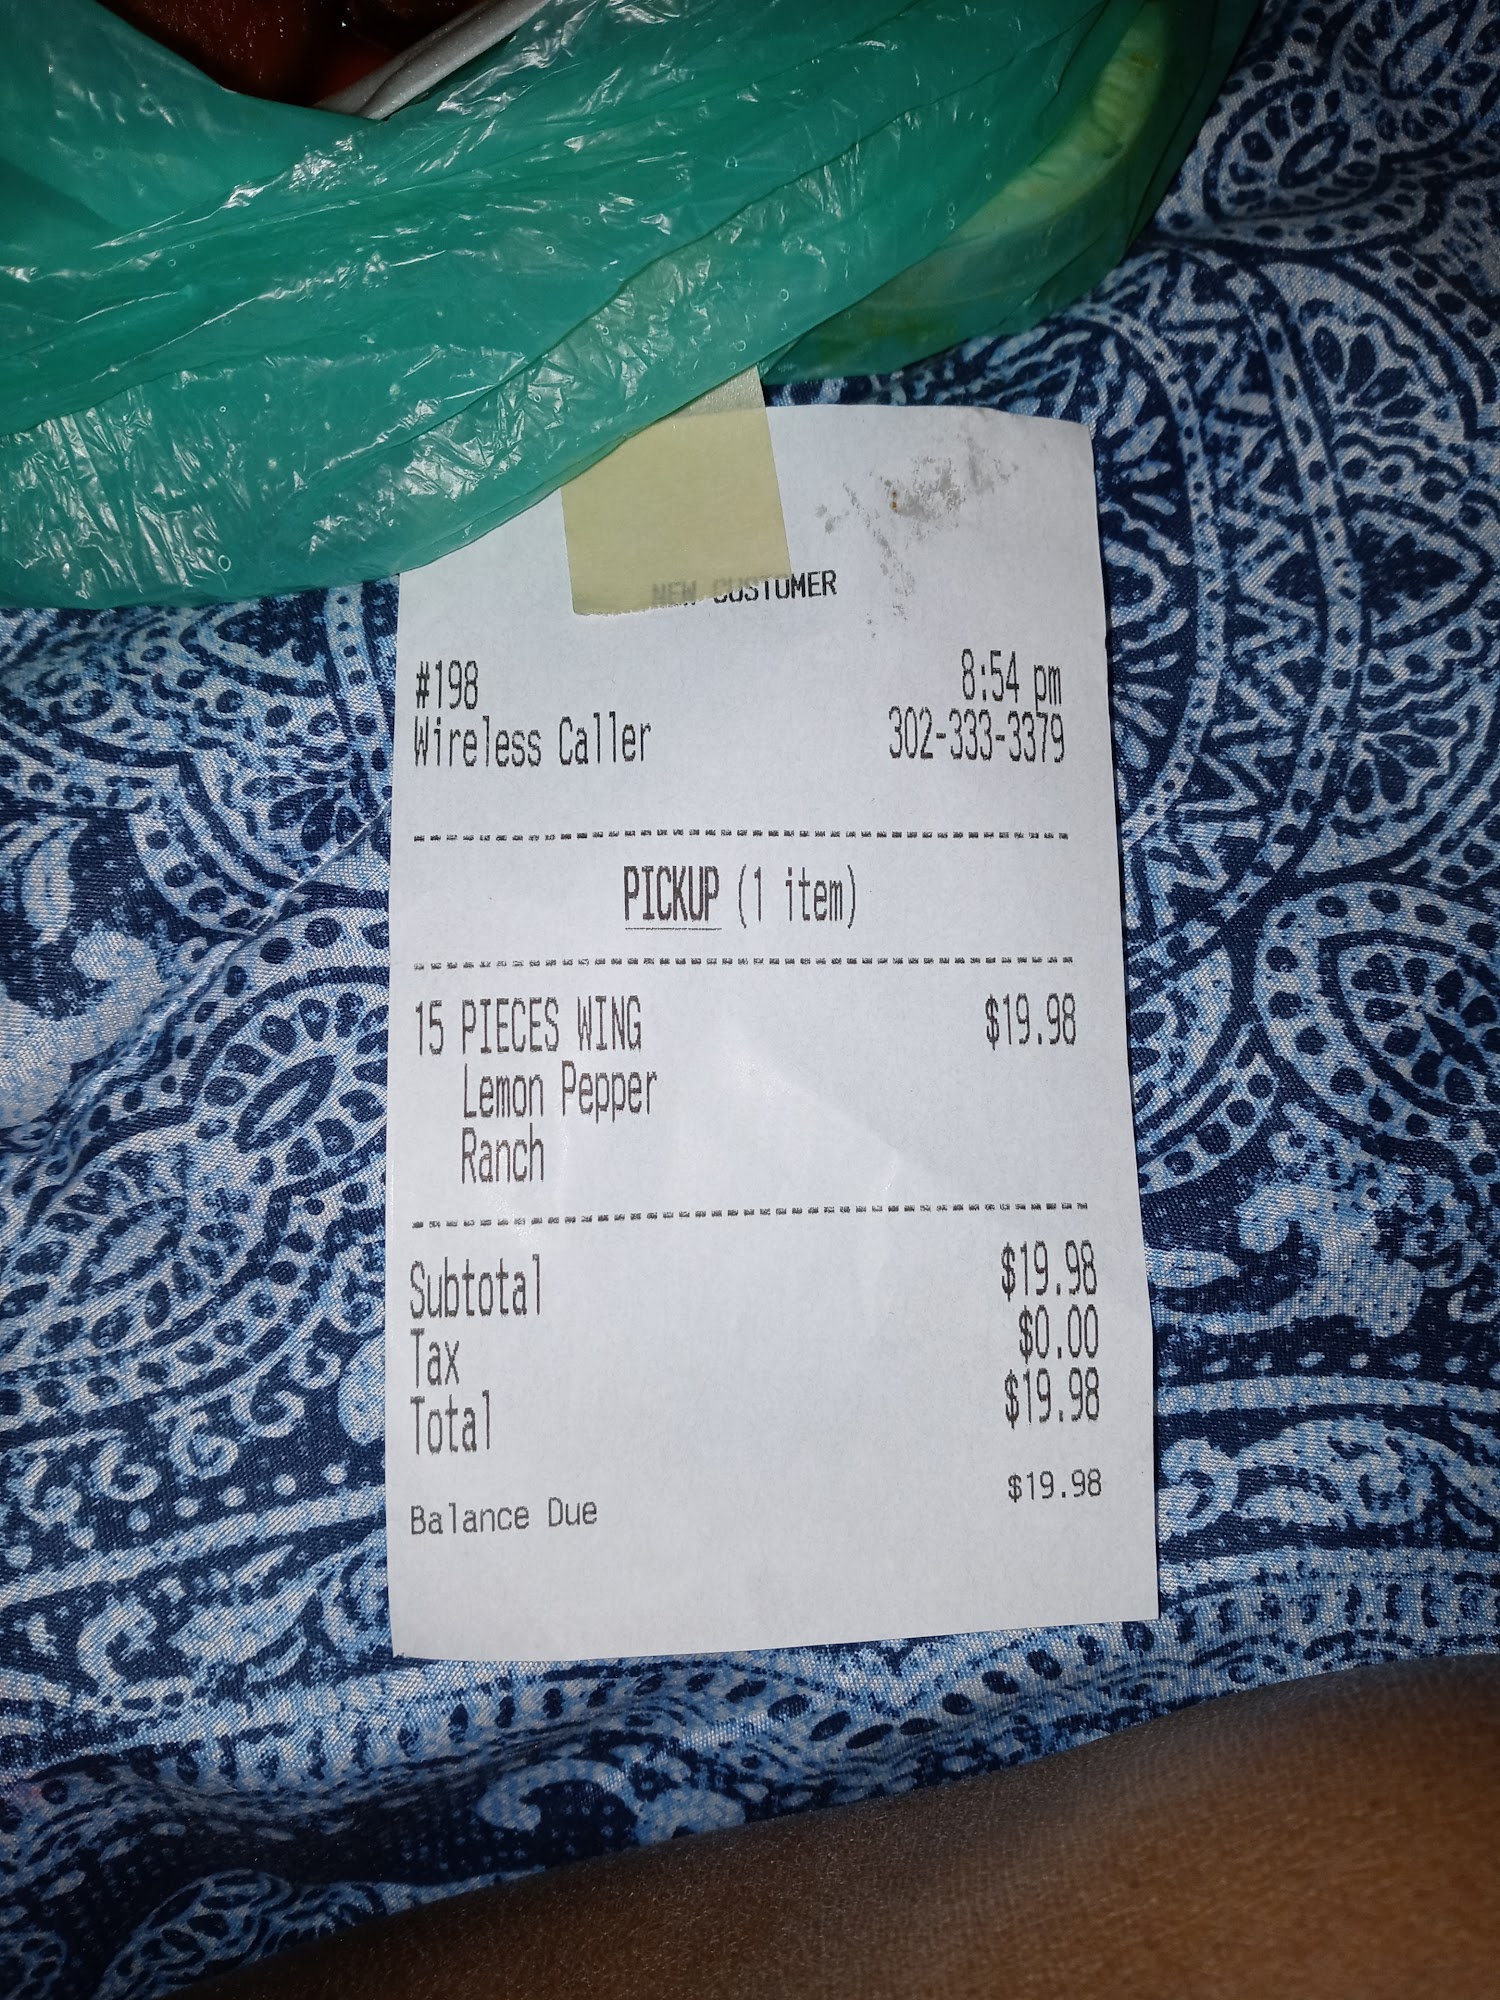 NEW CUSTOMER
#198 8:54 pm
Wireless Caller 302-333-3379
PICKUP (1 item)
15 PIECES WING $19.98
Lemon Pepper
Ranch
Subtotal $19.98
Tax $0.00
Total $19.98
Balance Due $19.98